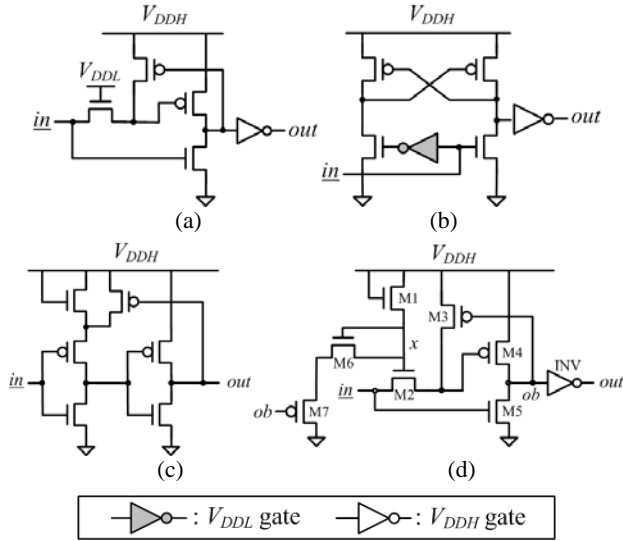 V_DDH
V_DDL
in
out
(a)
V_DDH
in
out
(b)
V_DDH
in
out
(c)
V_DDH
M1
M3
x
M6
M4
INV
in
M2
ob
out
ob
M7
M5
(d)
: V_DDL gate
: V_DDH gate